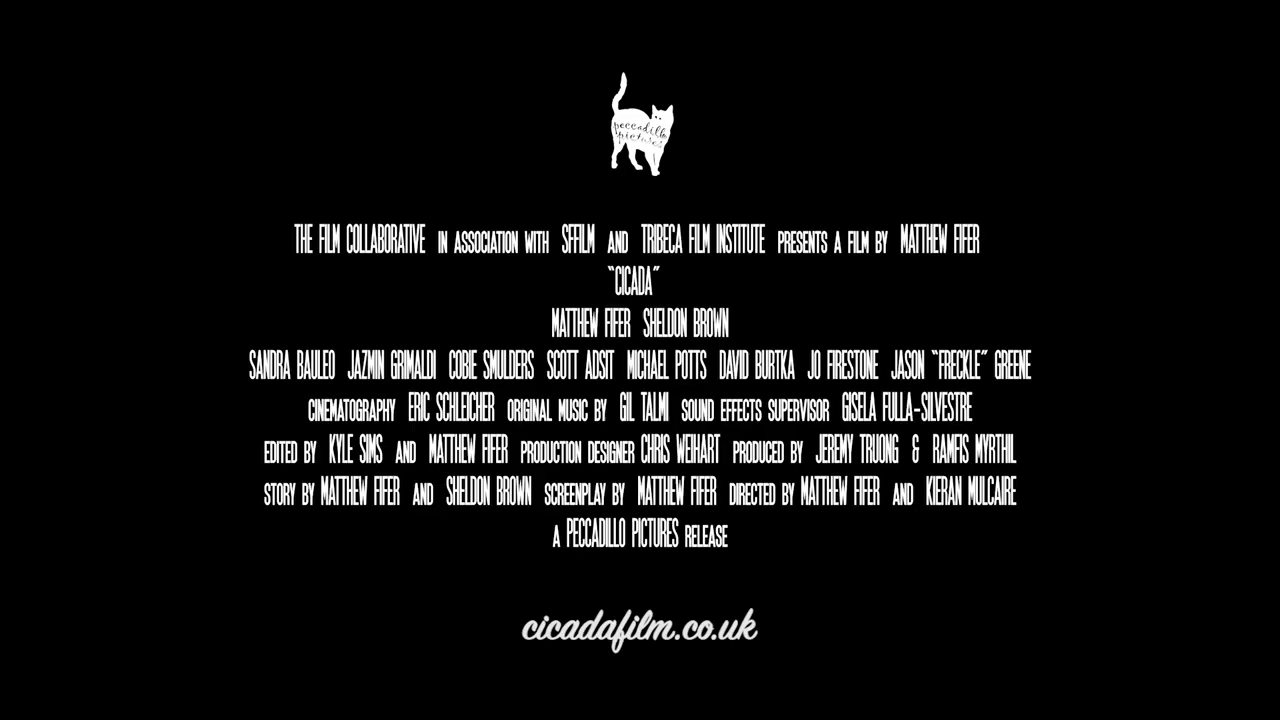 peccadillo
pictures
THE FILM COLLABORATIVE IN ASSOCIATION WITH SFFILM AND TRIBECA FILM INSTITUTE PRESENTS A FILM BY MATTHEW FIFER
“CICADA”
MATTHEW FIFER SHELDON BROWN
SANDRA BAULEO JAZMIN GRIMALDI COBIE SMULDERS SCOTT ADSIT MICHAEL POTTS DAVID BURTKA JO FIRESTONE JASON “FRECKLE” GREENE
CINEMATOGRAPHY ERIC SCHLEICHER ORIGINAL MUSIC BY GIL TALMI SOUND EFFECTS SUPERVISOR GISELA FULLA-SILVESTRE
EDITED BY KYLE SIMS AND MATTHEW FIFER PRODUCTION DESIGNER CHRIS WEIHART PRODUCED BY JEREMY TRUONG & RAMFIS MYRTHIL
STORY BY MATTHEW FIFER AND SHELDON BROWN SCREENPLAY BY MATTHEW FIFER DIRECTED BY MATTHEW FIFER AND KIERAN MULCAIRE
A PECCADILLO PICTURES RELEASE
cicadafilm.co.uk